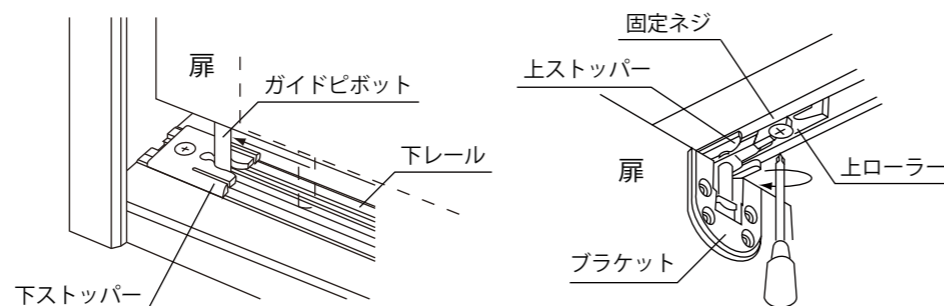 扉
ガイドピボット
下レール
下ストッパー
固定ネジ
上ストッパー
上ローラー
扉
ブラケット